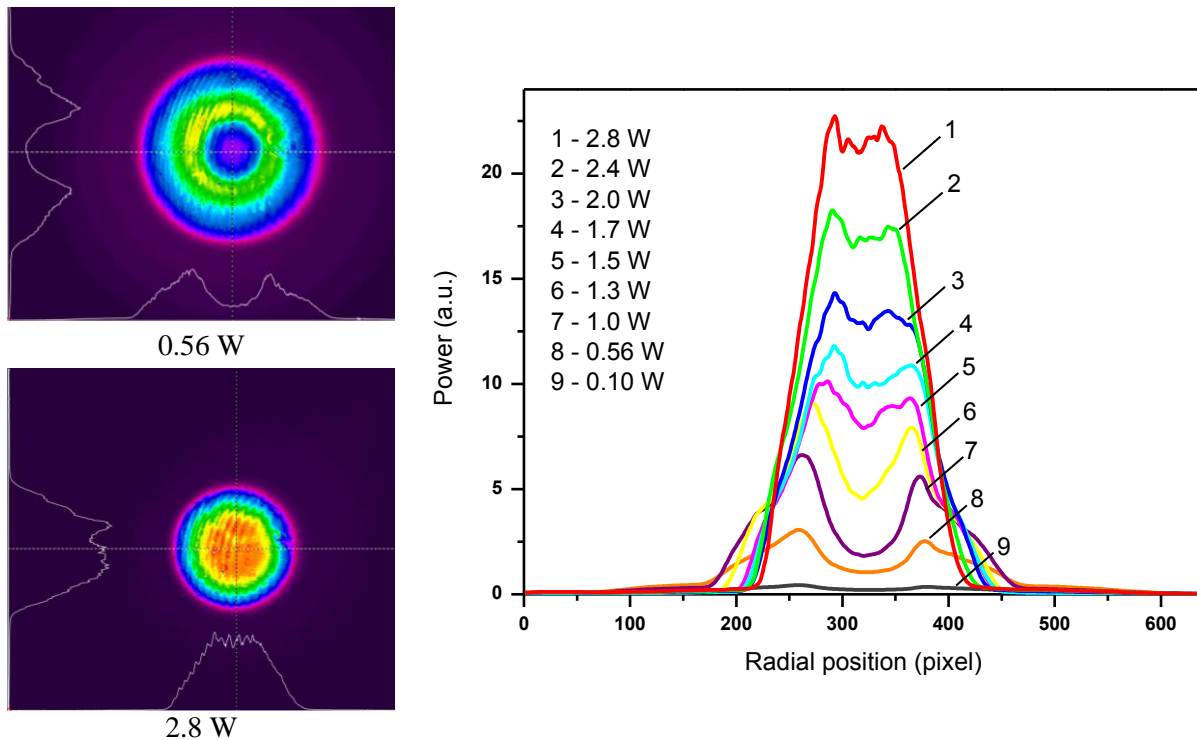 0.56 W
2.8 W
1 - 2.8 W
2 - 2.4 W
3 - 2.0 W
4 - 1.7 W
5 - 1.5 W
6 - 1.3 W
7 - 1.0 W
8 - 0.56 W
9 - 0.10 W
1
2
3
4
5
6
7
8
9
Power (a.u.)
20
15
10
5
0
0 100 200 300 400 500 600
Radial position (pixel)